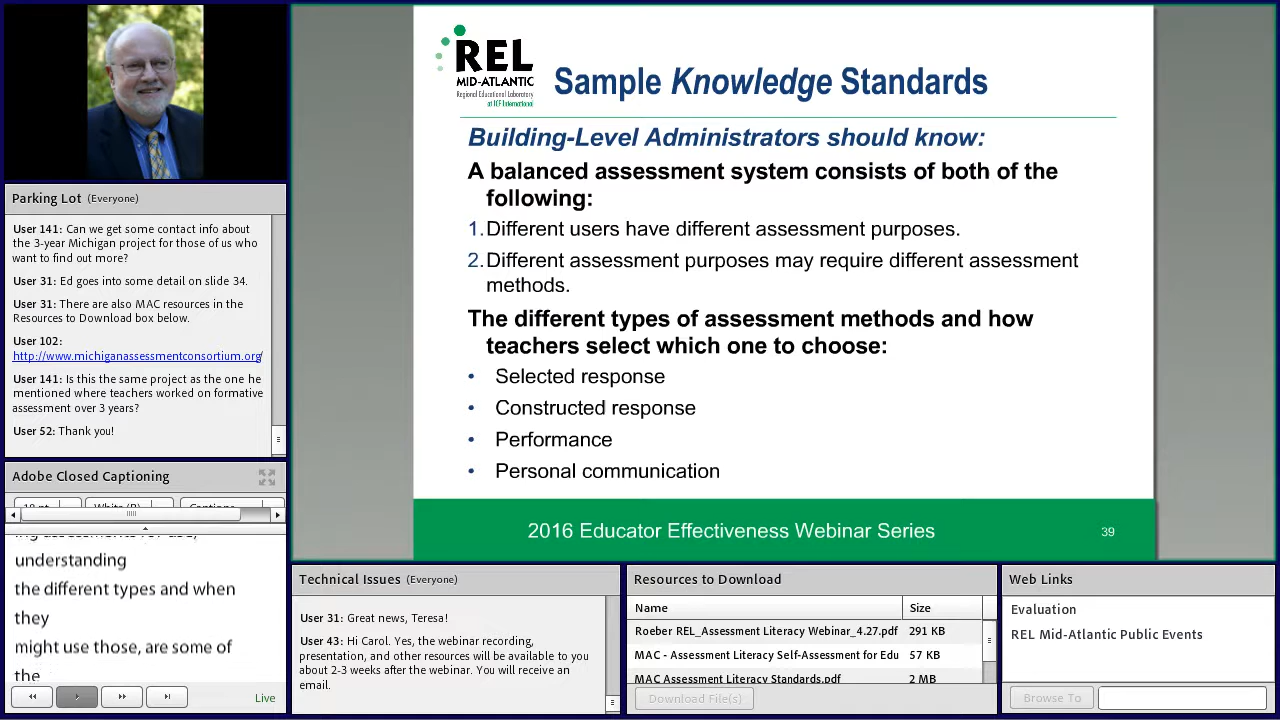 REL
MID-ATLANTIC
Regional Educational Laboratory
at ICF International
Sample Knowledge Standards
Building-Level Administrators should know:
A balanced assessment system consists of both of the
following:
1. Different users have different assessment purposes.
2. Different assessment purposes may require different assessment
methods.
The different types of assessment methods and how
teachers select which one to choose:
• Selected response
• Constructed response
• Performance
• Personal communication
2016 Educator Effectiveness Webinar Series
39
Parking Lot (Everyone)
User 141: Can we get some contact info about
the 3-year Michigan project for those of us who
want to find out more?
User 31: Ed goes into some detail on slide 34.
User 31: There are also MAC resources in the
Resources to Download box below.
User 102:
http://www.michiganassessmentconsortium.org/
User 141: Is this the same project as the one he
mentioned where teachers worked on formative
assessment over 3 years?
User 52: Thank you!
Adobe Closed Captioning
understanding
the different types and when
they
might use those, are some of
the
Live
Technical Issues (Everyone)
User 31: Great news, Teresa!
User 43: Hi Carol. Yes, the webinar recording,
presentation, and other resources will be available to you
about 2-3 weeks after the webinar. You will receive an
email.
Resources to Download
Name Size
Roeber REL_Assessment Literacy Webinar_4.27.pdf 291 KB
MAC - Assessment Literacy Self-Assessment for Edu 57 KB
MAC Assessment Literacy Standards.pdf 2 MB
Download File(s)
Web Links
Evaluation
REL Mid-Atlantic Public Events
Browse To